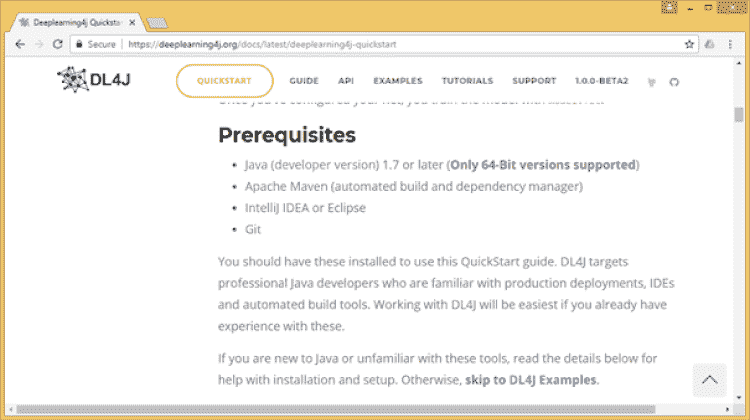 Deeplearning4j Quicksta
Secure https://deeplearning4j.org/docs/latest/deeplearning4j-quickstart
DL4J QUICKSTART GUIDE API EXAMPLES TUTORIALS SUPPORT 1.0.0-BETA2
Prerequisites
• Java (developer version) 1.7 or later (Only 64-Bit versions supported)
• Apache Maven (automated build and dependency manager)
• IntelliJ IDEA or Eclipse
• Git
You should have these installed to use this QuickStart guide. DL4J targets
professional Java developers who are familiar with production deployments, IDEs
and automated build tools. Working with DL4J will be easiest if you already have
experience with these.
If you are new to Java or unfamiliar with these tools, read the details below for
help with installation and setup. Otherwise, skip to DL4J Examples.